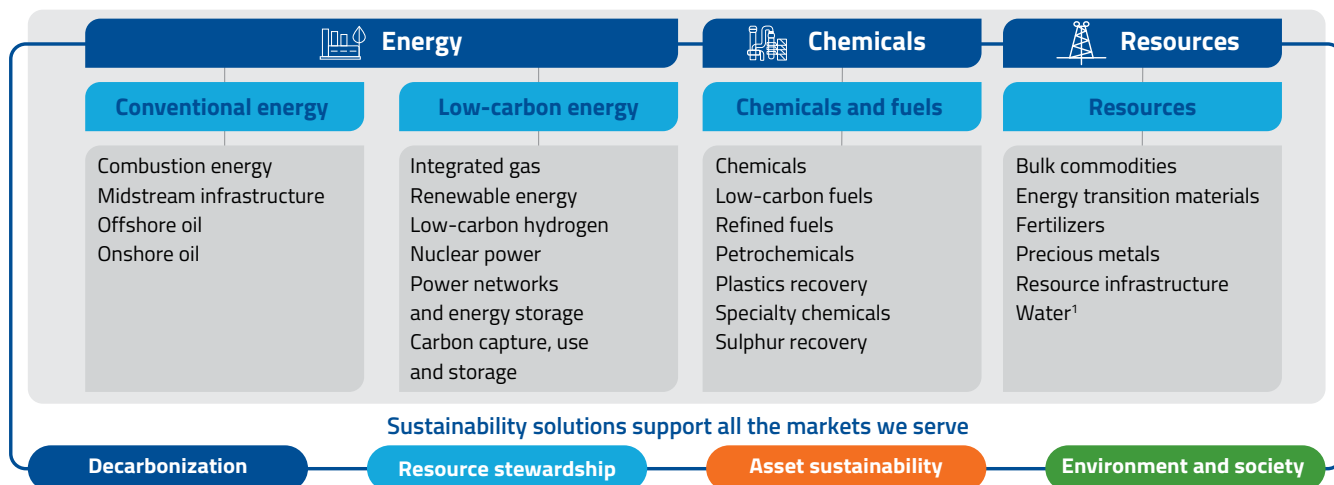 Energy
Chemicals
Resources
Conventional energy
Low-carbon energy
Chemicals and fuels
Resources
Combustion energy
Midstream infrastructure
Offshore oil
Onshore oil
Integrated gas
Renewable energy
Low-carbon hydrogen
Nuclear power
Power networks
and energy storage
Carbon capture, use
and storage
Chemicals
Low-carbon fuels
Refined fuels
Petrochemicals
Plastics recovery
Specialty chemicals
Sulphur recovery
Bulk commodities
Energy transition materials
Fertilizers
Precious metals
Resource infrastructure
Water¹
Sustainability solutions support all the markets we serve
Decarbonization
Resource stewardship
Asset sustainability
Environment and society